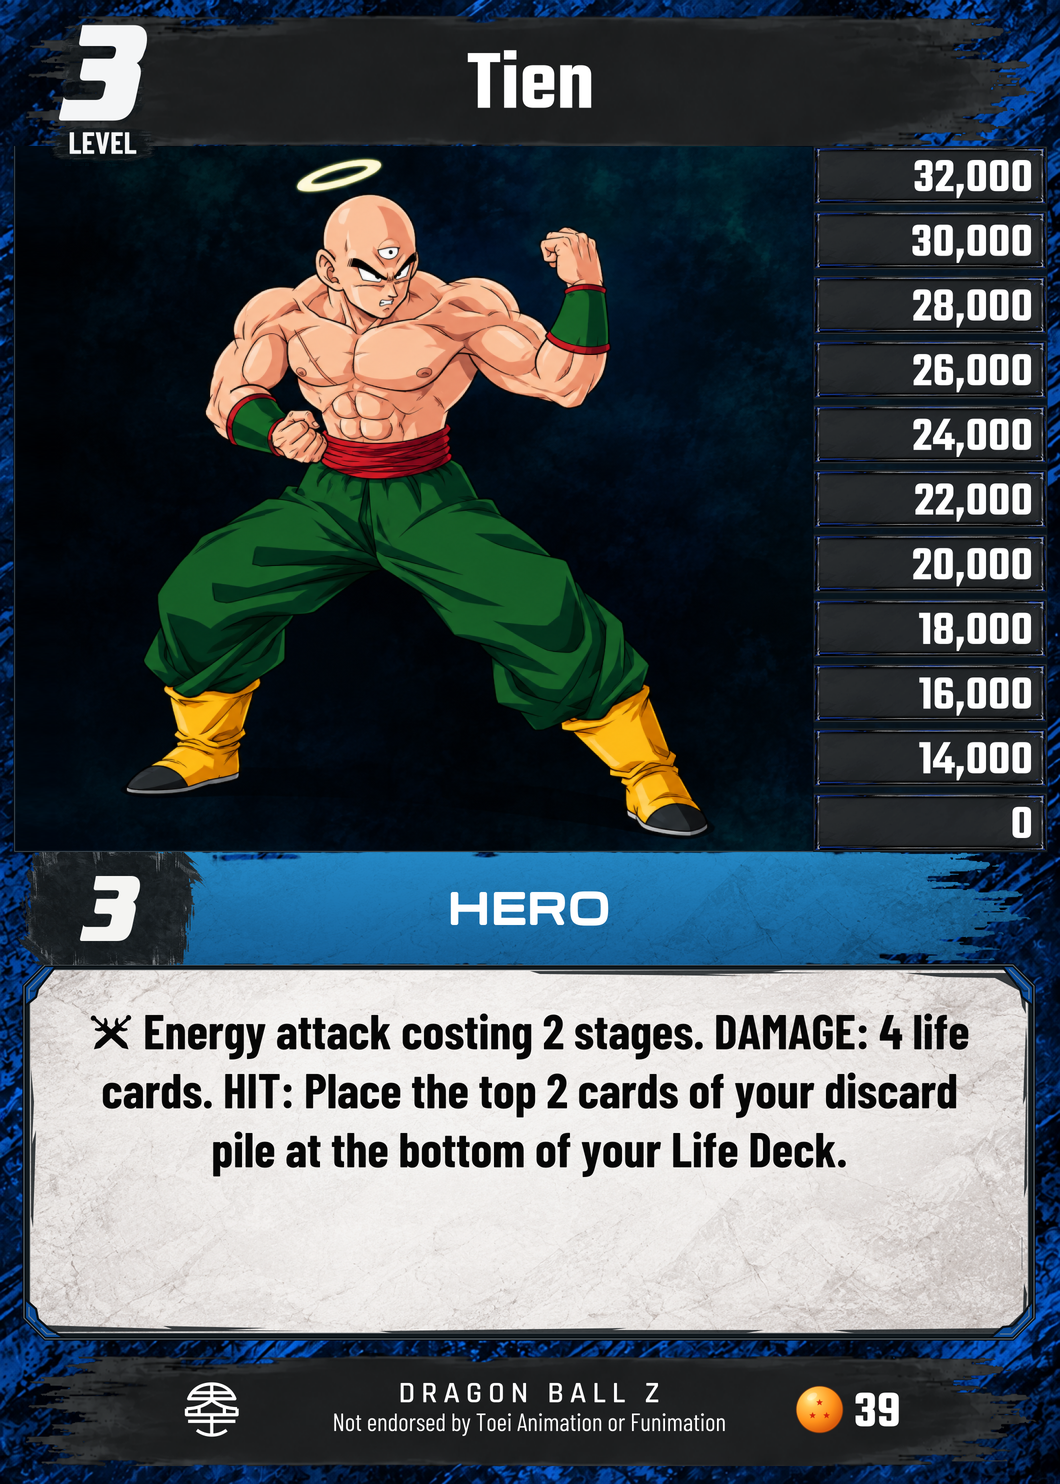 3
LEVEL
Tien
32,000
30,000
28,000
26,000
24,000
22,000
20,000
18,000
16,000
14,000
0
3
HERO
Energy attack costing 2 stages. DAMAGE: 4 life
cards. HIT: Place the top 2 cards of your discard
pile at the bottom of your Life Deck.
DRAGON BALL Z
Not endorsed by Toei Animation or Funimation
39